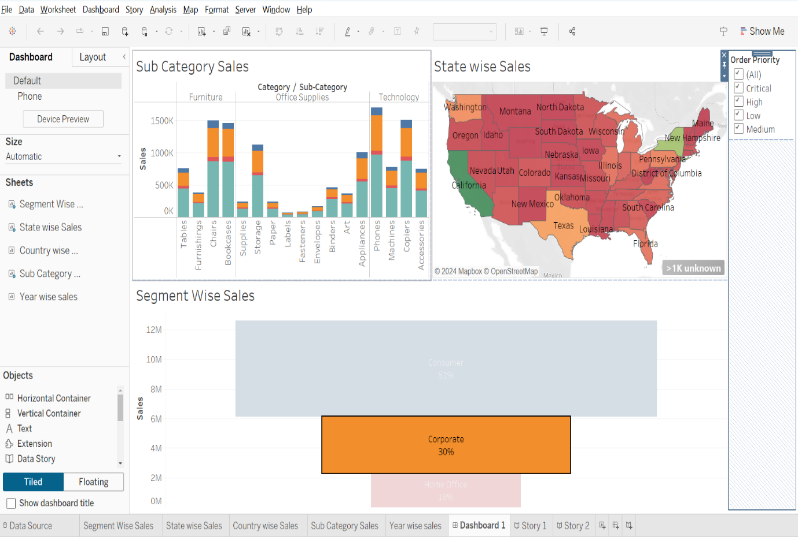 File Data Worksheet Dashboard Story Analysis Map Format Server Window Help
Show Me
Dashboard Layout
Default
Phone
Device Preview
Size
Automatic
Sheets
Segment Wise ...
State wise Sales
Country wise ...
Sub Category ...
Year wise sales
Objects
Horizontal Container
Vertical Container
Text
Extension
Data Story
Tiled Floating
Show dashboard title
Sub Category Sales
Category / Sub-Category
Furniture Office Supplies Technology
Sales
1500K
1000K
500K
0K
Tables
Furnishings
Chairs
Bookcases
Supplies
Storage
Paper
Labels
Fasteners
Envelopes
Binders
Art
Appliances
Phones
Machines
Copiers
Accessories
State wise Sales
Washington
Montana
North Dakota
Maine
Oregon
Idaho
South Dakota
Wisconsin
New Hampshire
Nebraska
Iowa
Pennsylvania
Nevada
Utah
Colorado
Kansas
Missouri
Illinois
District of Columbia
California
New Mexico
Oklahoma
South Carolina
Texas
Louisiana
Florida
Mexico
© 2024 Mapbox © OpenStreetMap
>1K unknown
Order Priority
(All)
Critical
High
Low
Medium
Segment Wise Sales
Sales
12M
10M
8M
6M
4M
2M
0M
Consumer
Corporate
30%
Home Office
Data Source Segment Wise Sales State wise Sales Country wise Sales Sub Category Sales Year wise sales Dashboard 1 Story 1 Story 2